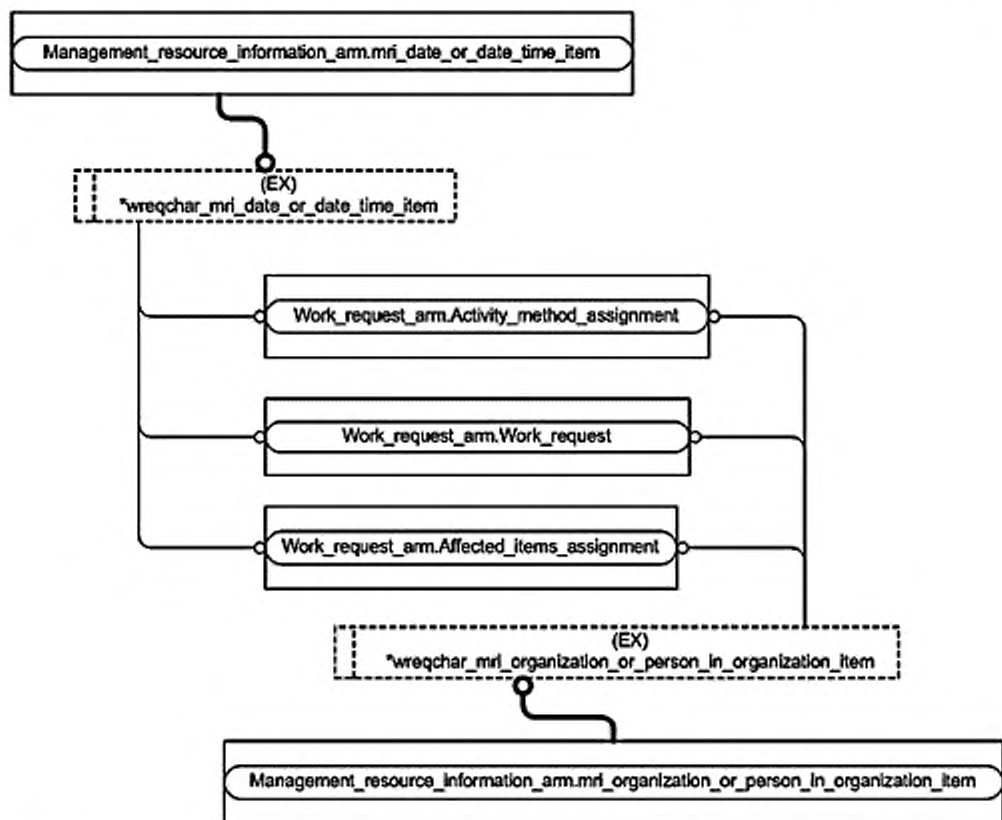 Management_resource_information_arm.mri_date_or_date_time_item
(EX)
*wreqchar_mri_date_or_date_time_item
Work_request_arm.Activity_method_assignment
Work_request_arm.Work_request
Work_request_arm.Affected_items_assignment
(EX)
*wreqchar_mri_organization_or_person_in_organization_item
Management_resource_information_arm.mri_organization_or_person_in_organization_item